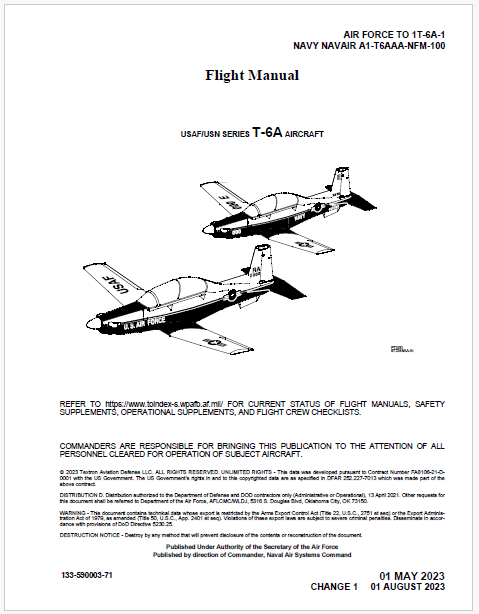 AIR FORCE TO 1T-6A-1
NAVY NAVAIR A1-T6AAA-NFM-100
Flight Manual
USAF/USN SERIES T-6A AIRCRAFT
NAVY
USAF
RA
U.S. AIR FORCE
REFER TO https://www.toindex-s.wpafb.af.mil/ FOR CURRENT STATUS OF FLIGHT MANUALS, SAFETY
SUPPLEMENTS, OPERATIONAL SUPPLEMENTS, AND FLIGHT CREW CHECKLISTS.
COMMANDERS ARE RESPONSIBLE FOR BRINGING THIS PUBLICATION TO THE ATTENTION OF ALL
PERSONNEL CLEARED FOR OPERATION OF SUBJECT AIRCRAFT.
© 2023 Textron Aviation Defense LLC. ALL RIGHTS RESERVED. UNLIMITED RIGHTS - This data was developed pursuant to Contract Number FA8106-21-D-
0001 with the US Government. The US Government's rights in and to this copyrighted data are as specified in DFAR 252.227-7013 which was made part of the
above contract.
DISTRIBUTION D. Distribution authorized to the Department of Defense and DOD contractors only (Administrative or Operational), 13 April 2021. Other requests for
this document shall be referred to Department of the Air Force, AFLCMC/WLDJ, 5316 S. Douglas Blvd, Oklahoma City, OK 73150.
WARNING - This document contains technical data whose export is restricted by the Arms Export Control Act (Title 22, U.S.C., 2751 et seq) or the Export Adminis-
tration Act of 1979, as amended (Title 50, U.S.C., App. 2401 et seq). Violations of these export laws are subject to severe criminal penalties. Disseminate in accor-
dance with provisions of DoD Directive 5230.25.
DESTRUCTION NOTICE - Destroy by any method that will prevent disclosure of the contents or reconstruction of the document.
Published Under Authority of the Secretary of the Air Force
Published by direction of Commander, Naval Air Systems Command
133-590003-71
01 MAY 2023
CHANGE 1 01 AUGUST 2023